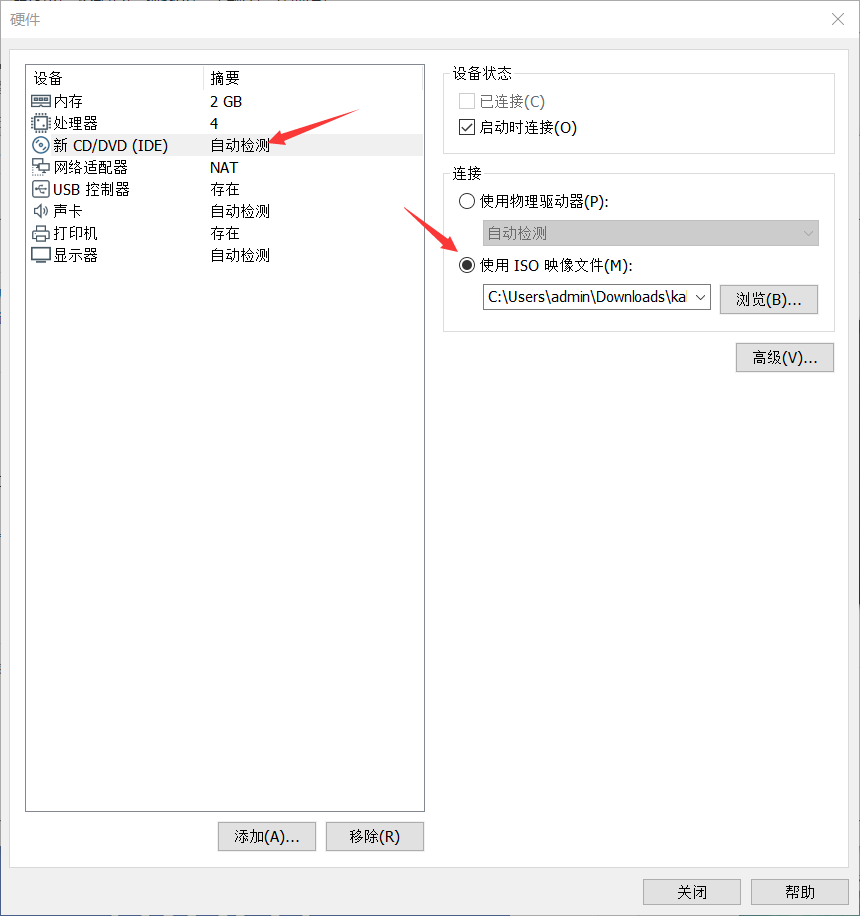 硬件
设备 摘要
内存 2 GB
处理器 4
新 CD/DVD (IDE) 自动检测
网络适配器 NAT
USB 控制器 存在
声卡 自动检测
打印机 存在
显示器 自动检测
添加(A)... 移除(R)
设备状态
已连接(C)
启动时连接(O)
连接
使用物理驱动器(P):
自动检测
使用 ISO 映像文件(M):
C:\Users\admin\Downloads\ka 浏览(B)...
高级(V)...
关闭 帮助